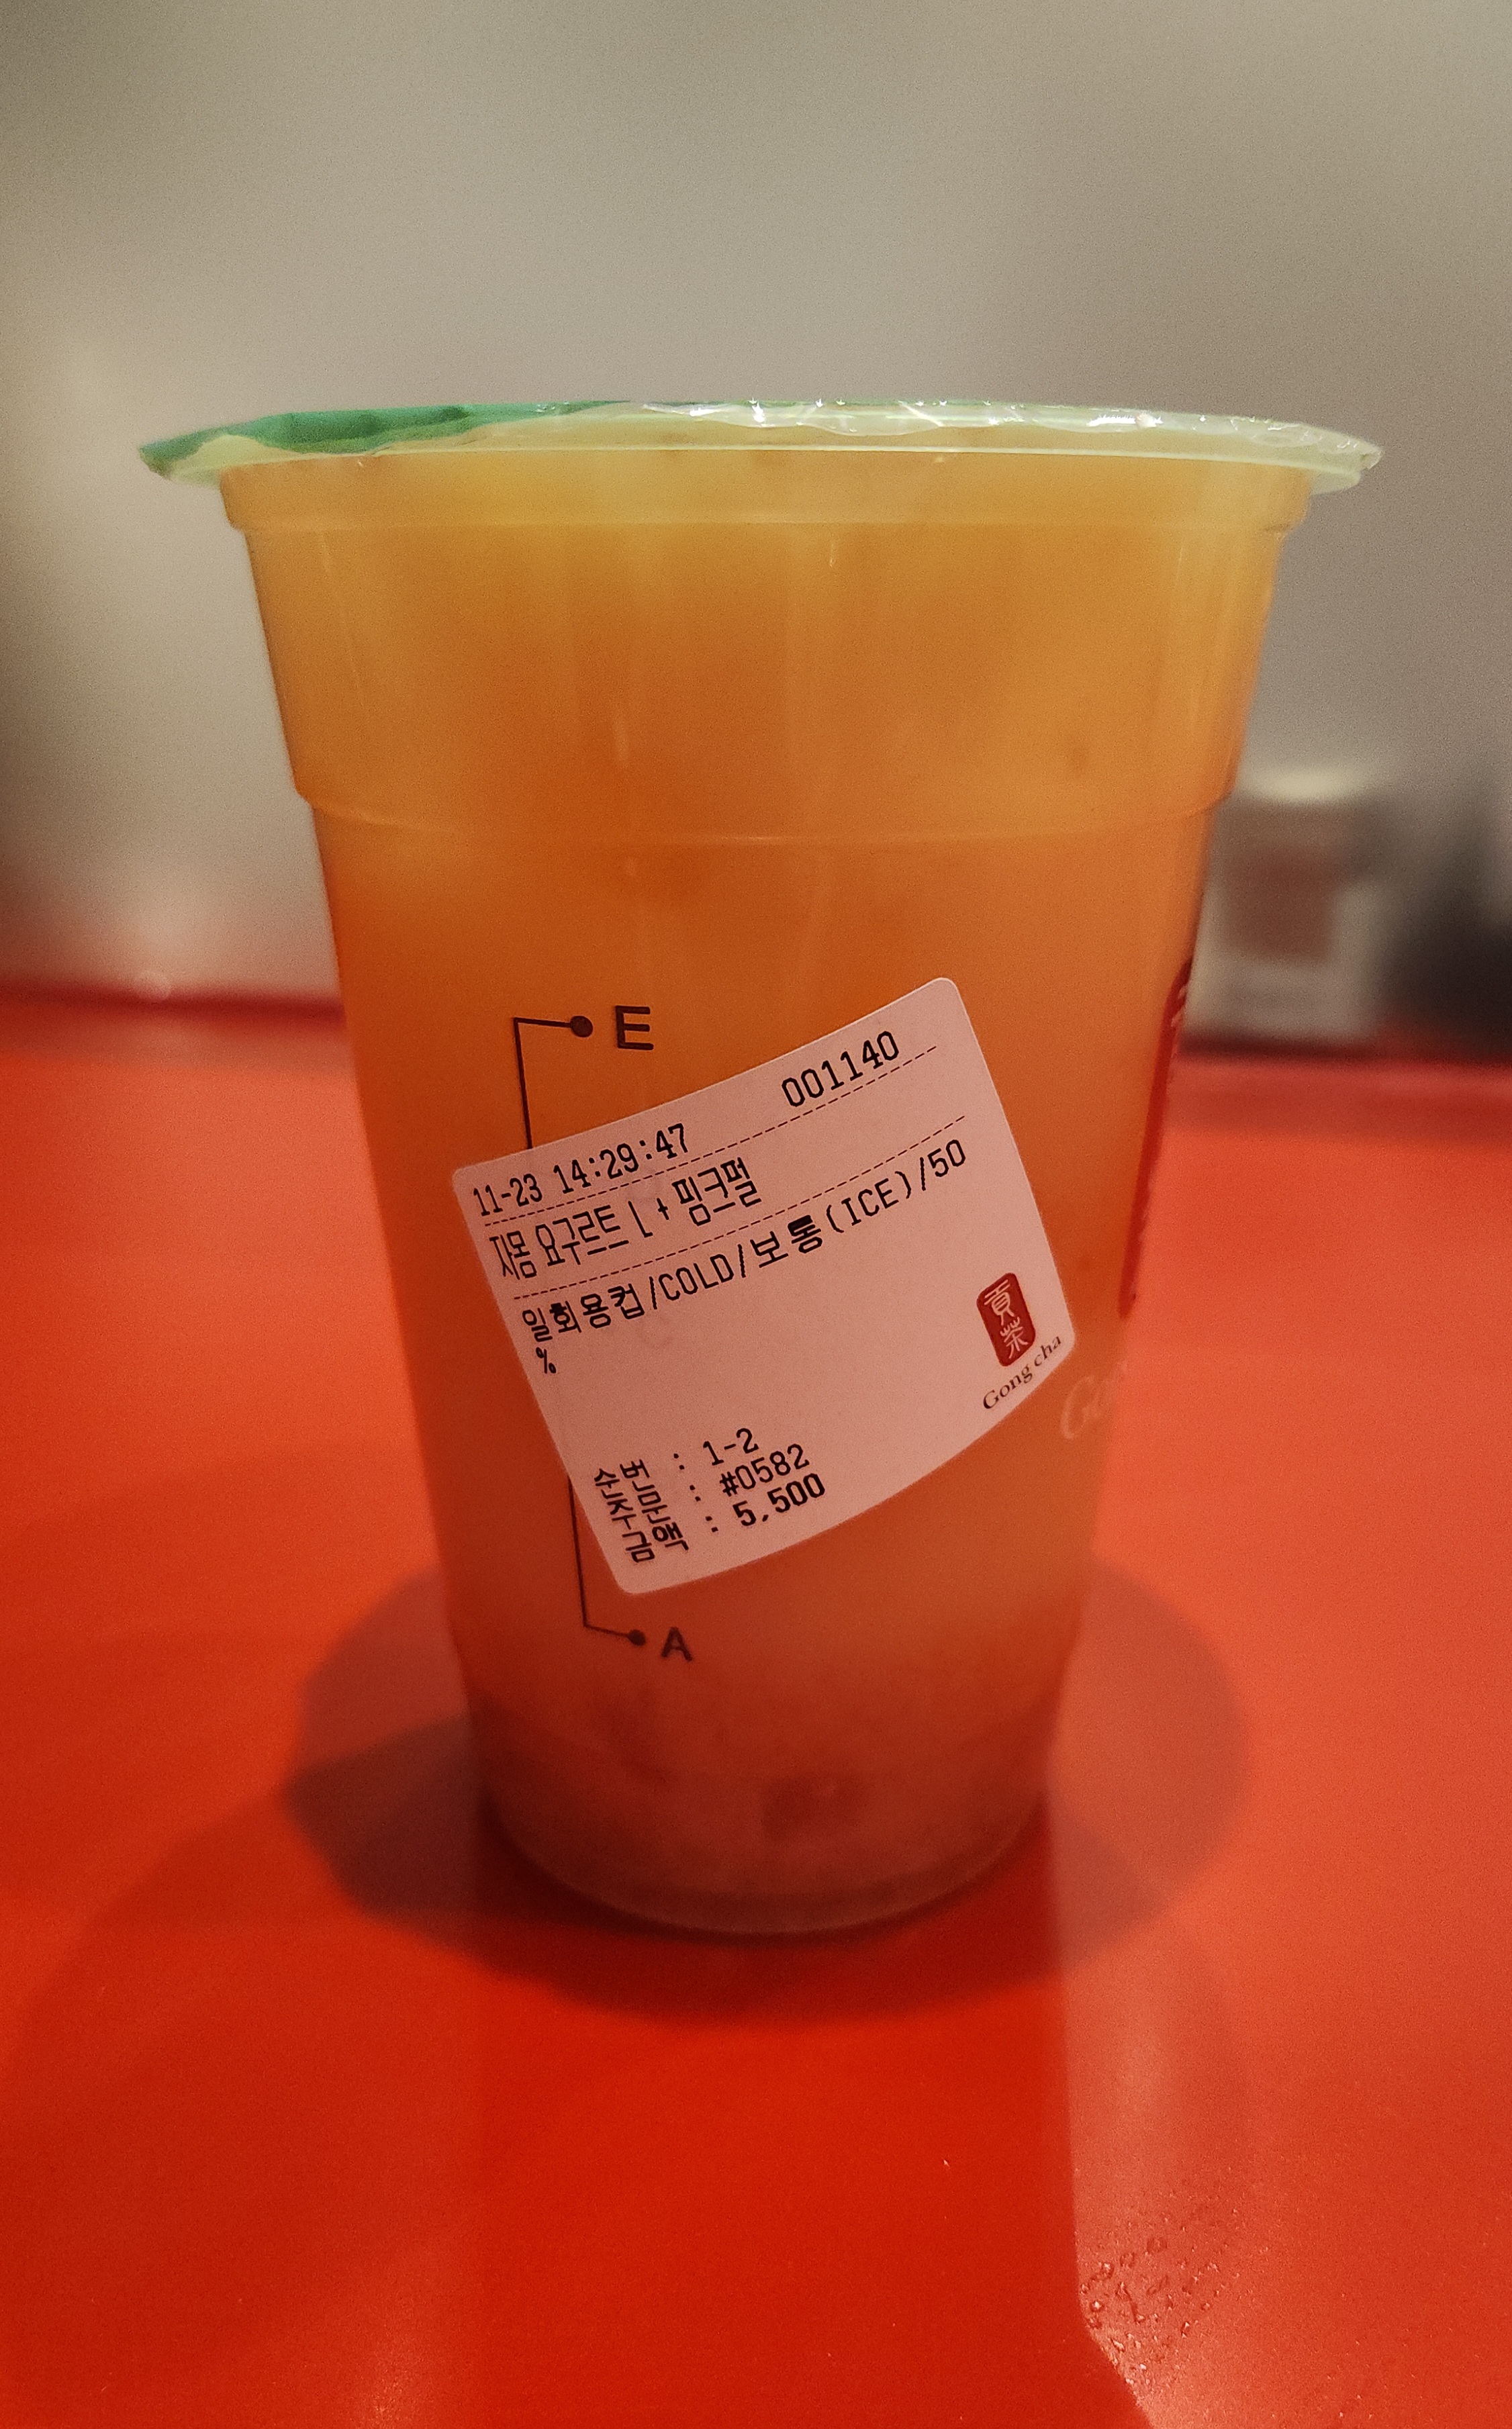 E
11-23 14:29:47 001140
자몽 요구르트 L + 핑크펄
일회용컵/COLD/보통(ICE)/50
%
貢茶
Gong cha
순번 : 1-2
주문 : #0582
금액 : 5,500
A